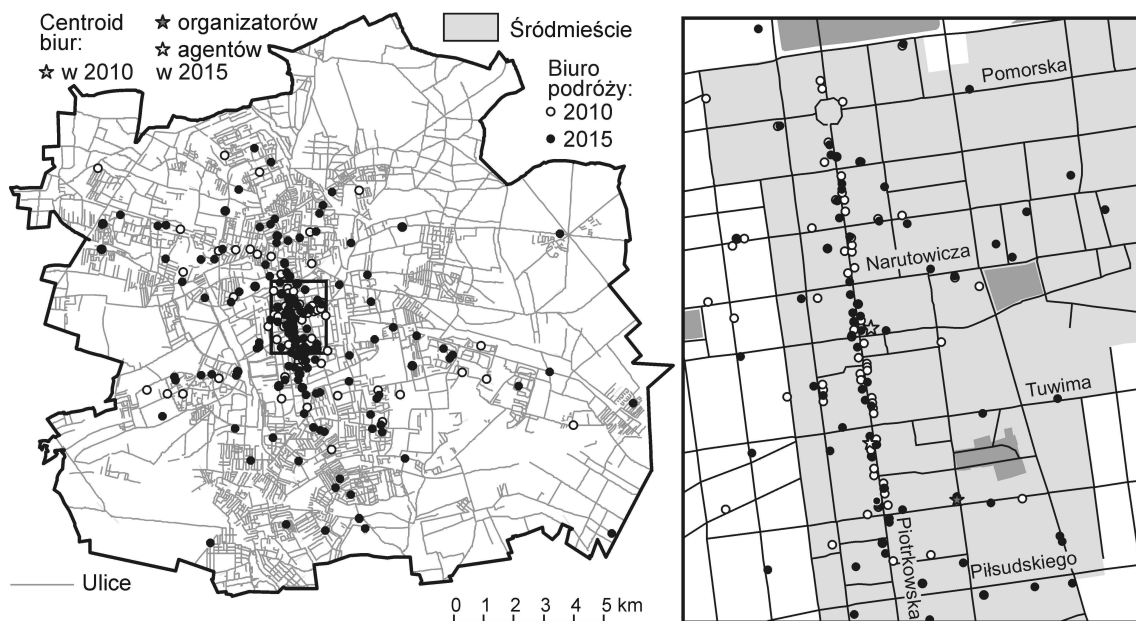 Centroid
biur:
☆ w 2010
★ organizatorów
☆ agentów
w 2015
Śródmieście
Biuro
podróży:
○ 2010
● 2015
Ulice
0 1 2 3 4 5 km
Pomorska
Narutowicza
Tuwima
Piotrkowska
Piłsudskiego